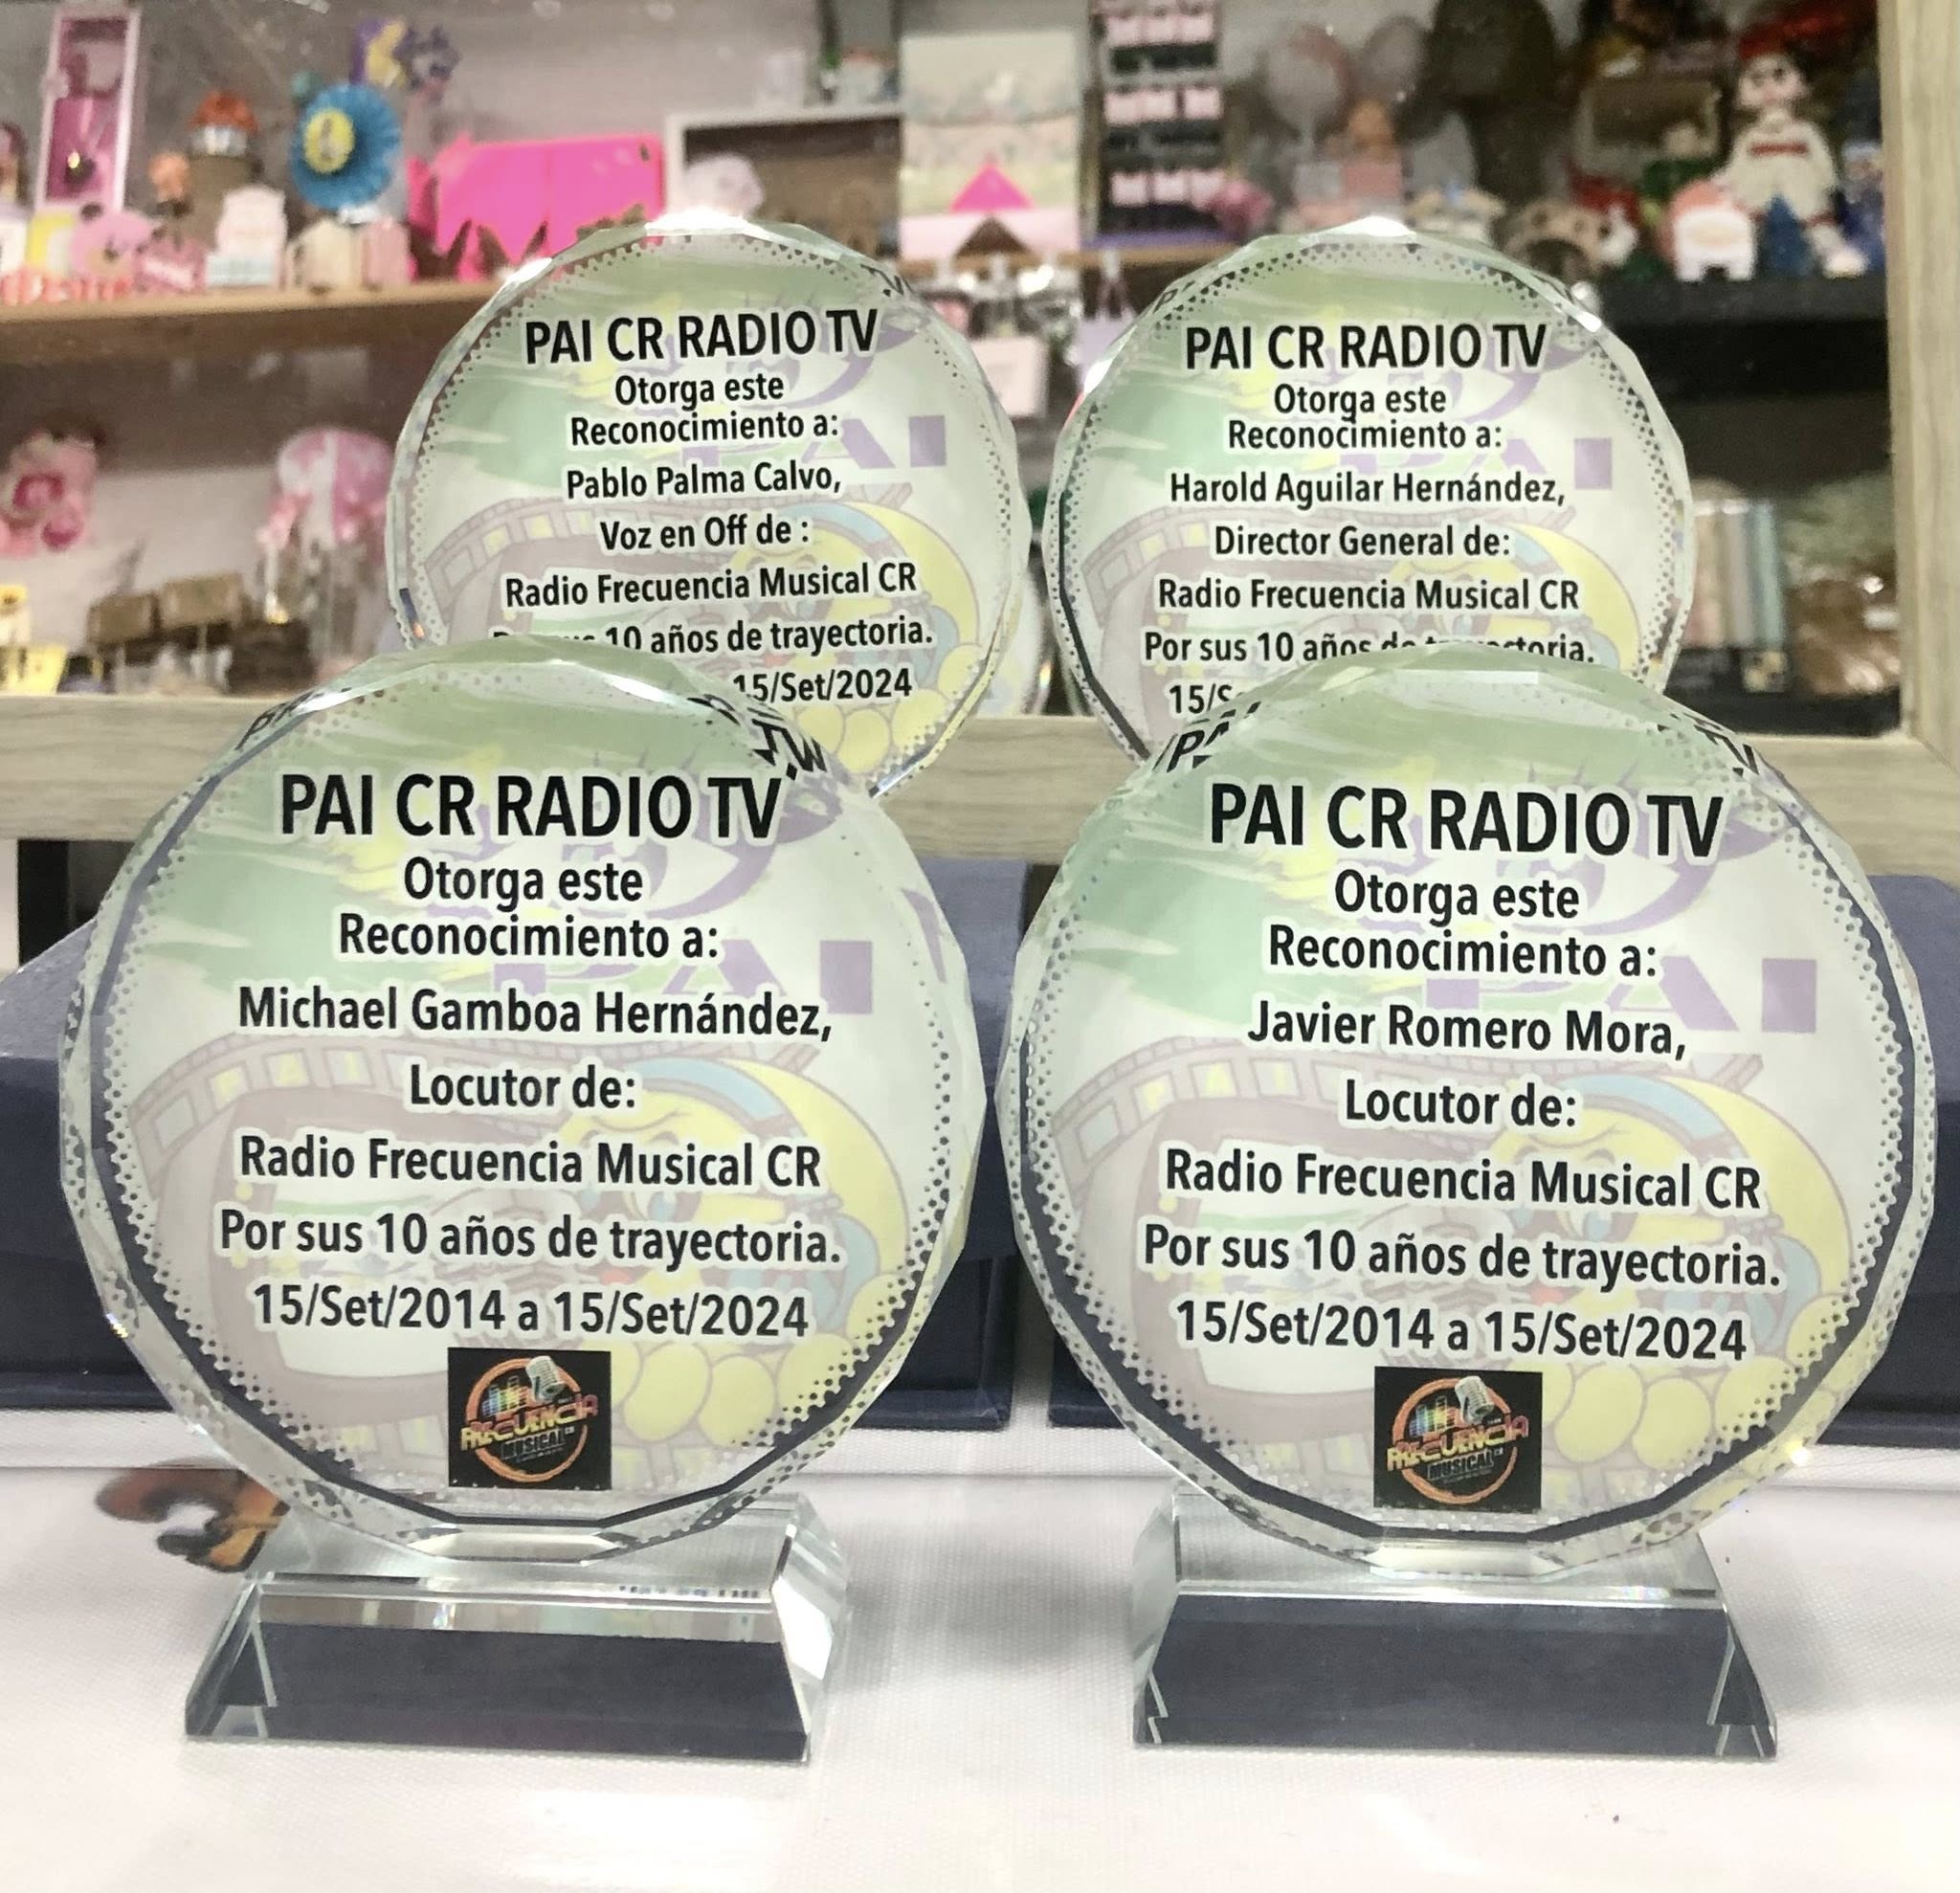 PAI CR RADIO TV
Otorga este
Reconocimiento a:
Pablo Palma Calvo,
Voz en Off de :
Radio Frecuencia Musical CR
10 años de trayectoria.
15/Set/2024
PAI CR RADIO TV
Otorga este
Reconocimiento a:
Harold Aguilar Hernández,
Director General de:
Radio Frecuencia Musical CR
Por sus 10 años de trayectoria.
PAI CR RADIO TV
Otorga este
Reconocimiento a:
Michael Gamboa Hernández,
Locutor de:
Radio Frecuencia Musical CR
Por sus 10 años de trayectoria.
15/Set/2014 a 15/Set/2024
FRECUENCIA
MUSICAL
PAI CR RADIO TV
Otorga este
Reconocimiento a:
Javier Romero Mora,
Locutor de:
Radio Frecuencia Musical CR
Por sus 10 años de trayectoria.
15/Set/2014 a 15/Set/2024
FRECUENCIA
MUSICAL